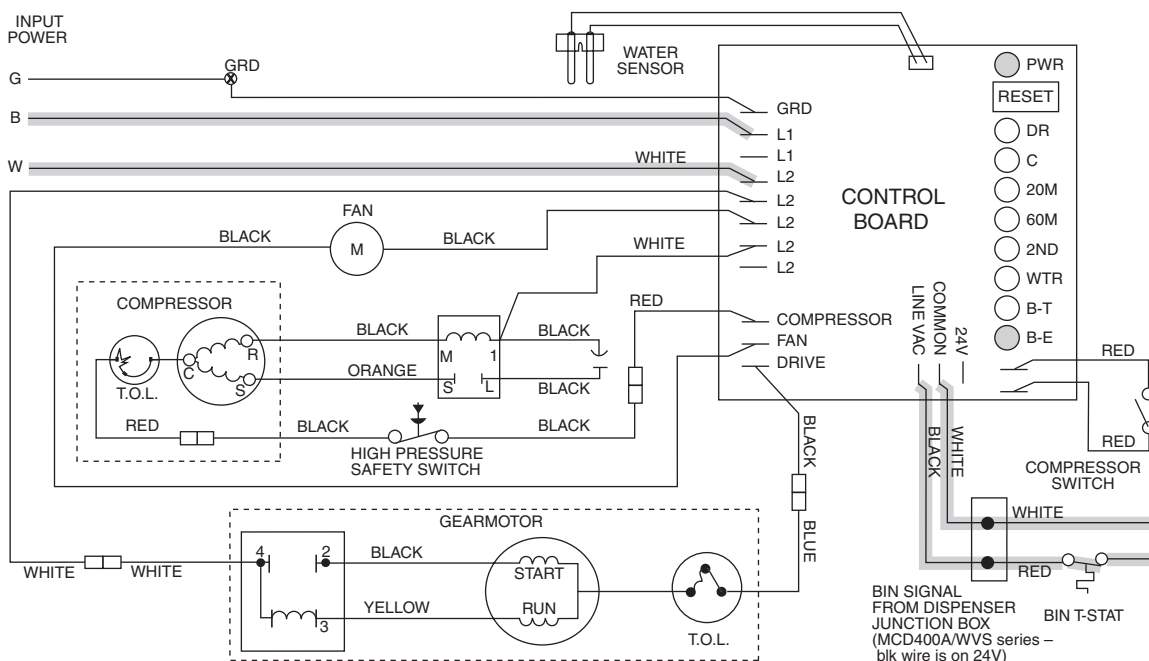 INPUT
POWER
G
GRD
B
W
WHITE
WATER
SENSOR
GRD
L1
L1
L2
L2
L2
L2
L2
CONTROL
BOARD
PWR
RESET
DR
C
20M
60M
2ND
WTR
B-T
B-E
FAN
BLACK
M
BLACK
WHITE
COMPRESSOR
T.O.L.
C
R
S
BLACK
ORANGE
M
1
S
L
BLACK
BLACK
RED
COMPRESSOR
FAN
DRIVE
LINE VAC
COMMON
24V
RED
RED
COMPRESSOR
SWITCH
RED
BLACK
HIGH PRESSURE
SAFETY SWITCH
BLACK
BLACK
BLUE
BLACK
WHITE
WHITE
RED
BIN T-STAT
BIN SIGNAL
FROM DISPENSER
JUNCTION BOX
(MCD400A/WVS series –
blk wire is on 24V)
GEARMOTOR
WHITE
WHITE
4
2
3
BLACK
YELLOW
START
RUN
T.O.L.